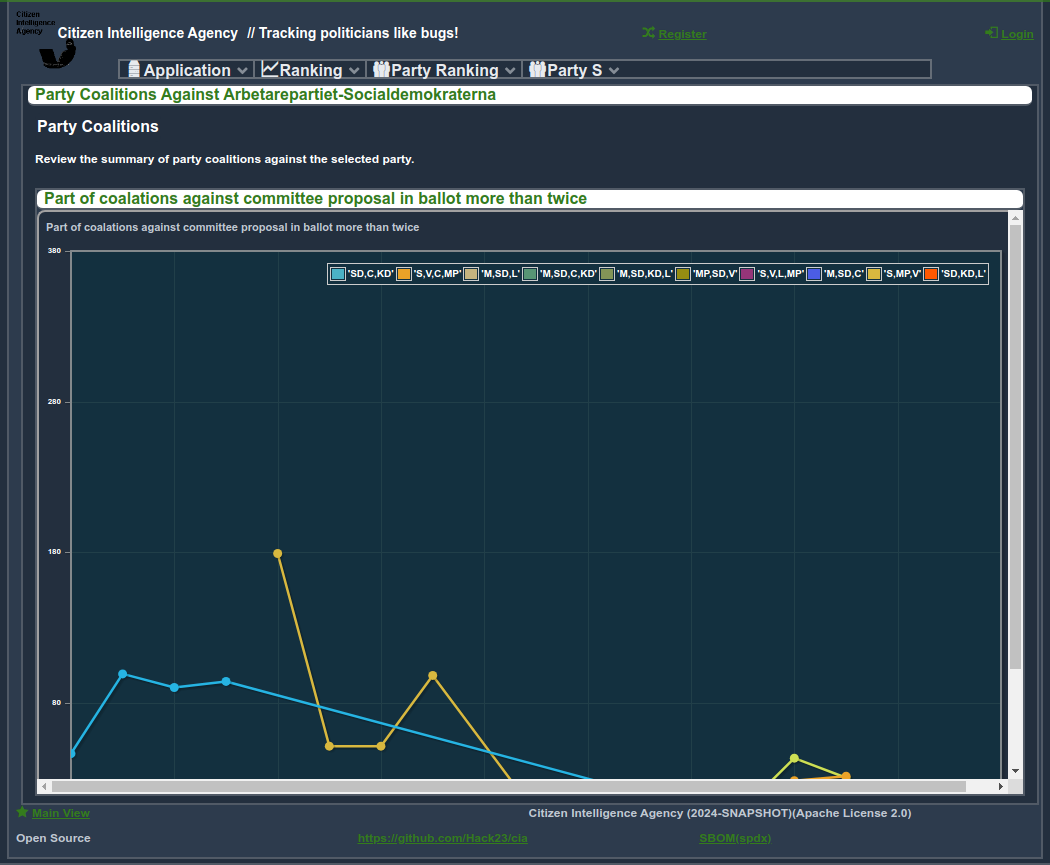 Citizen
Intelligence
Agency
Citizen Intelligence Agency // Tracking politicians like bugs!
Register
Login
Application
Ranking
Party Ranking
Party S
Party Coalitions Against Arbetarepartiet-Socialdemokraterna
Party Coalitions
Review the summary of party coalitions against the selected party.
Part of coalations against committee proposal in ballot more than twice
Part of coalations against committee proposal in ballot more than twice
380
'SD,C,KD' 'S,V,C,MP' 'M,SD,L' 'M,SD,C,KD' 'M,SD,KD,L' 'MP,SD,V' 'S,V,L,MP' 'M,SD,C' 'S,MP,V' 'SD,KD,L'
280
180
80
Main View
Citizen Intelligence Agency (2024-SNAPSHOT)(Apache License 2.0)
Open Source
https://github.com/Hack23/cia
SBOM(spdx)